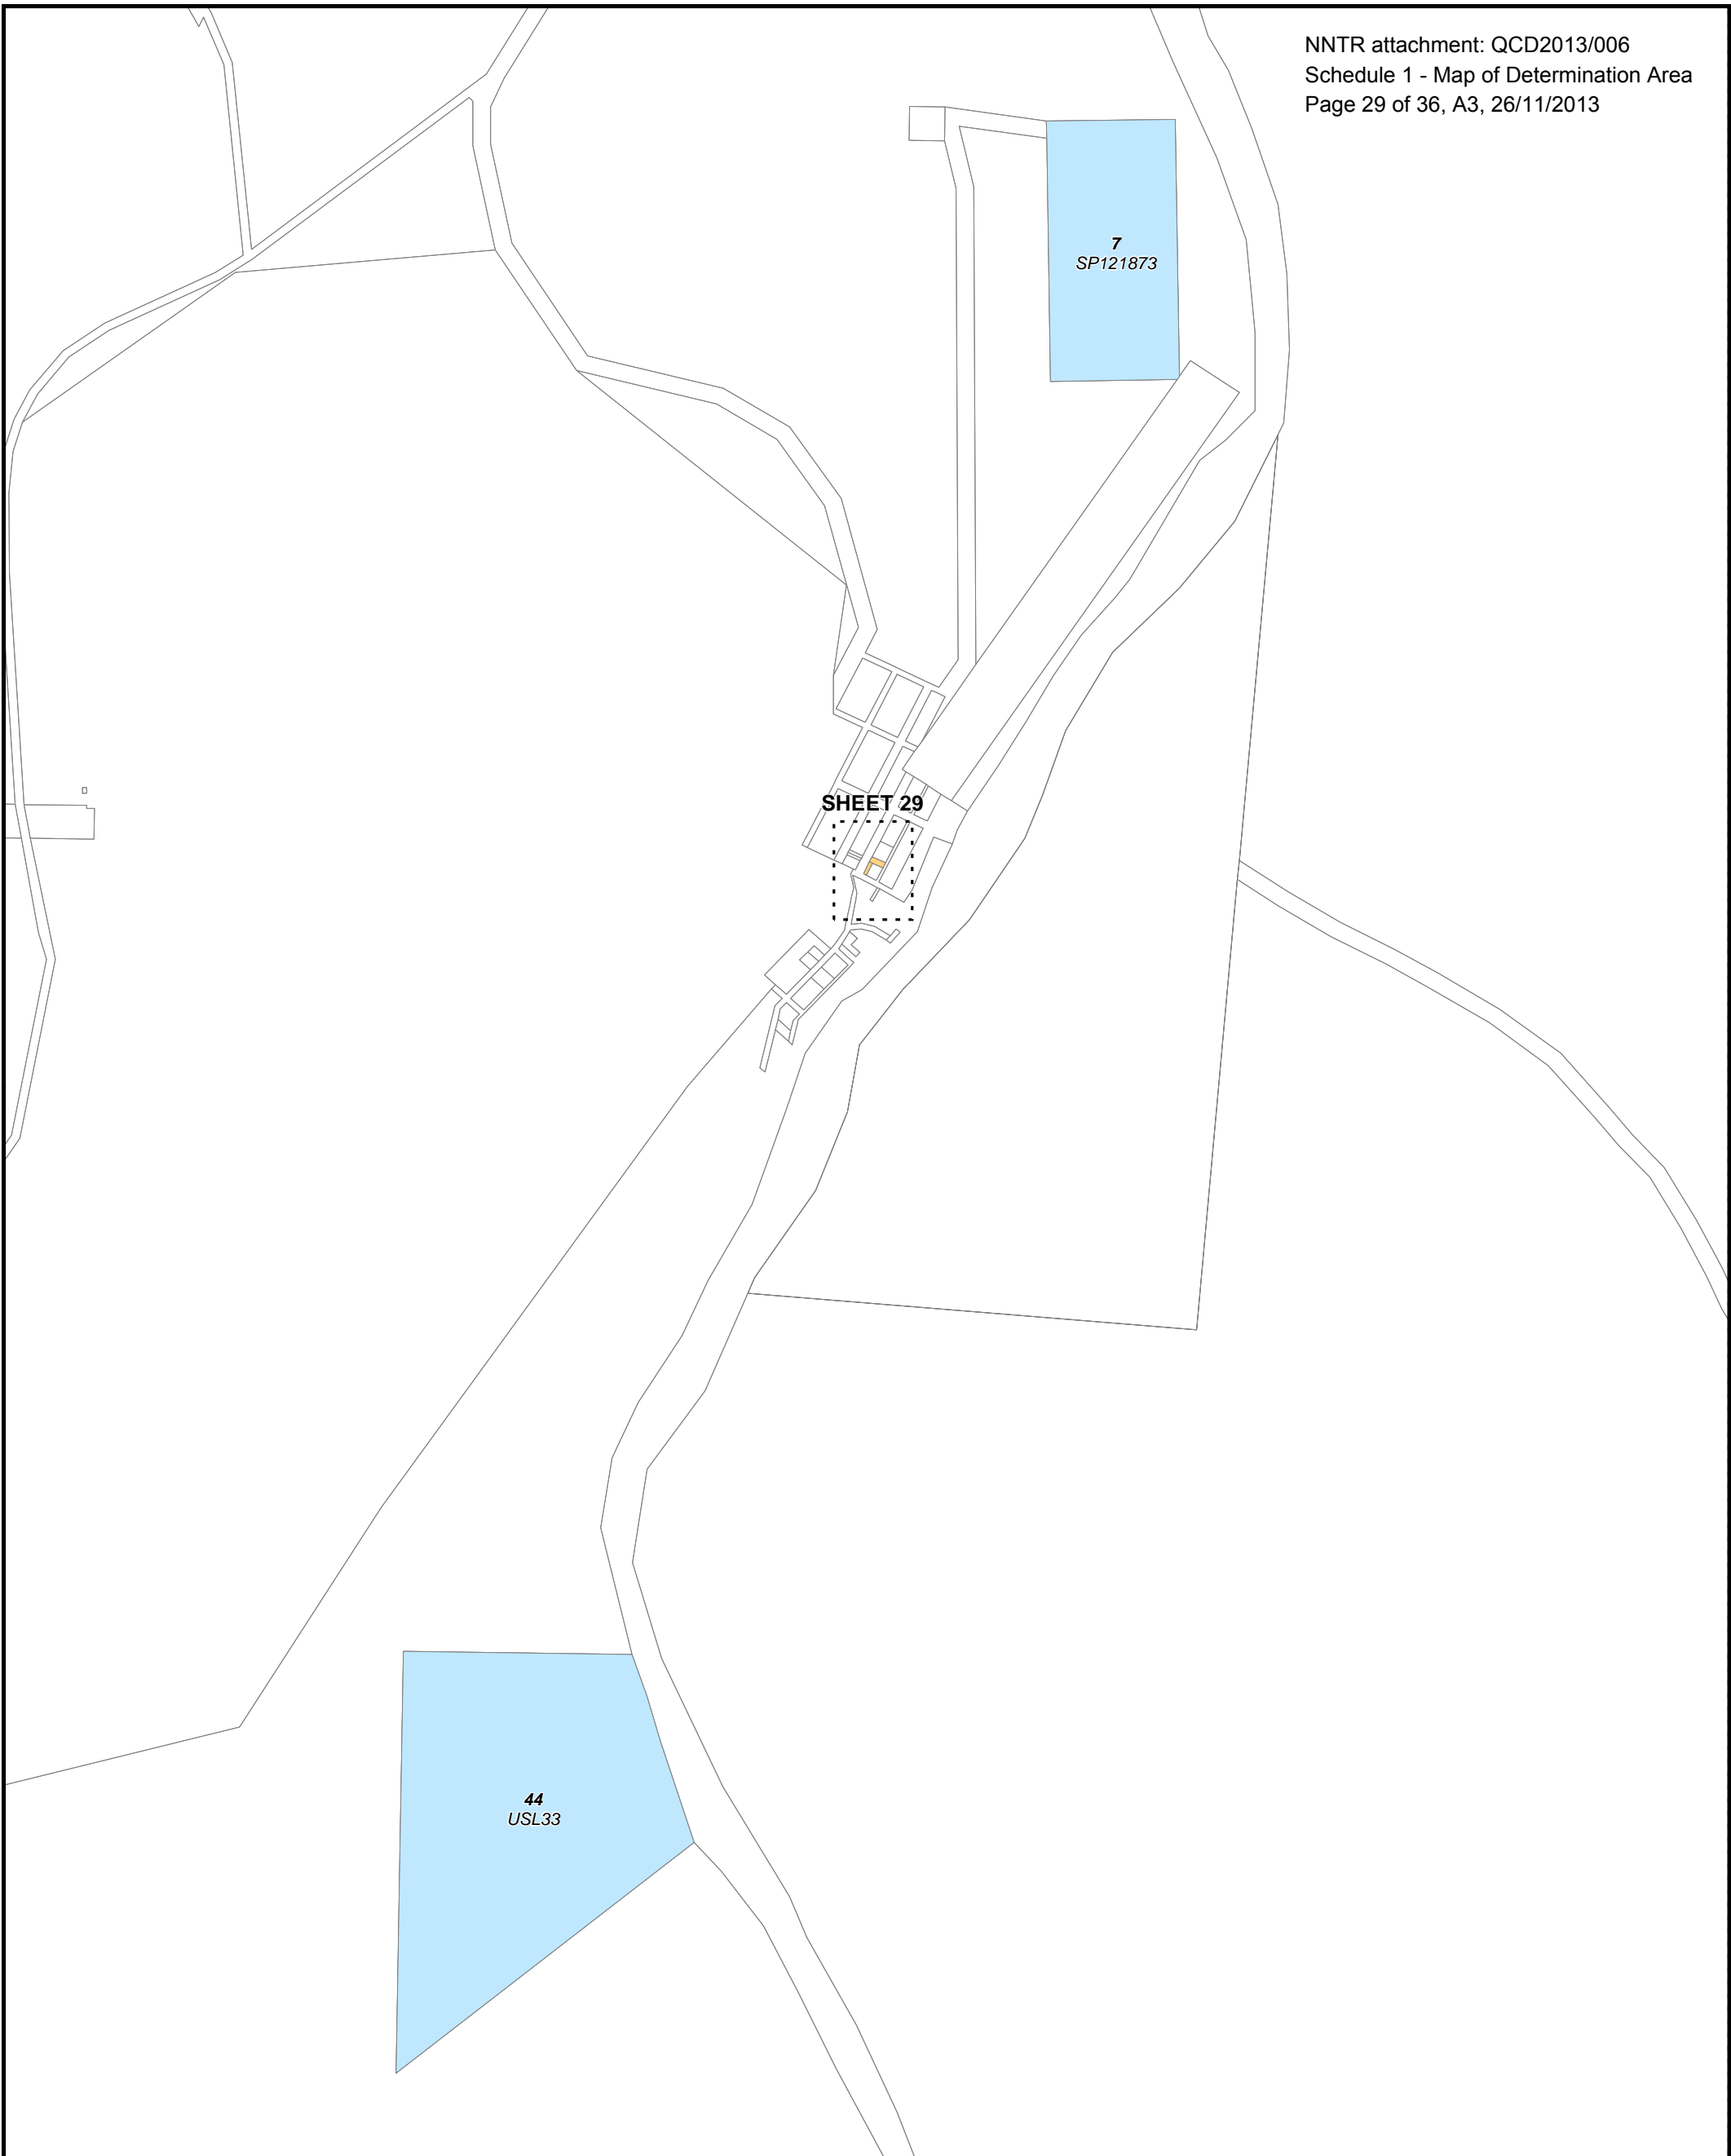 NNTR attachment: QCD2013/006
Schedule 1 - Map of Determination Area
Page 29 of 36, A3, 26/11/2013
7
SP121873
SHEET 29
44
USL33